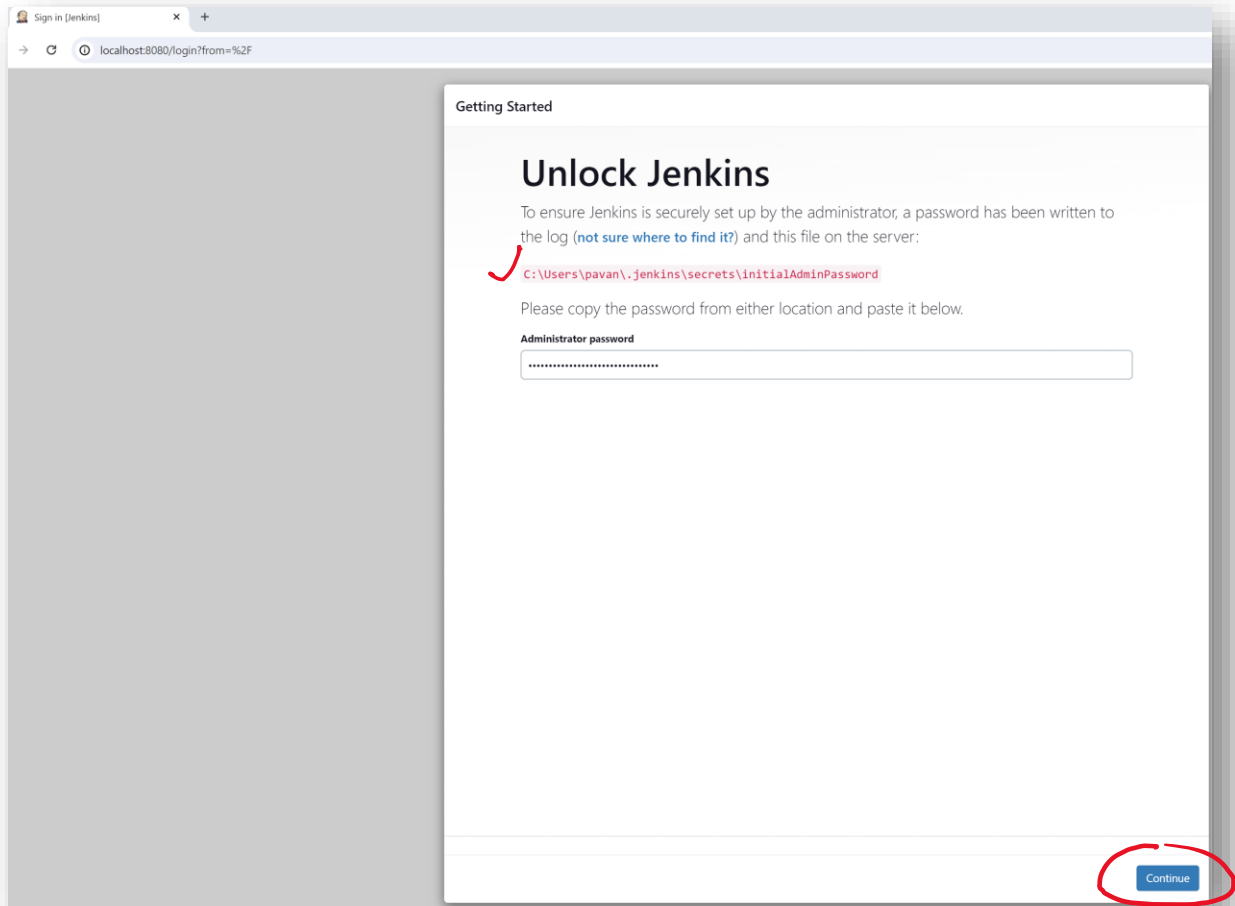 Sign in [Jenkins]
localhost:8080/login?from=%2F
Getting Started
Unlock Jenkins
To ensure Jenkins is securely set up by the administrator, a password has been written to
the log (not sure where to find it?) and this file on the server:
C:\Users\pavan\.jenkins\secrets\initialAdminPassword
Please copy the password from either location and paste it below.
Administrator password
Continue